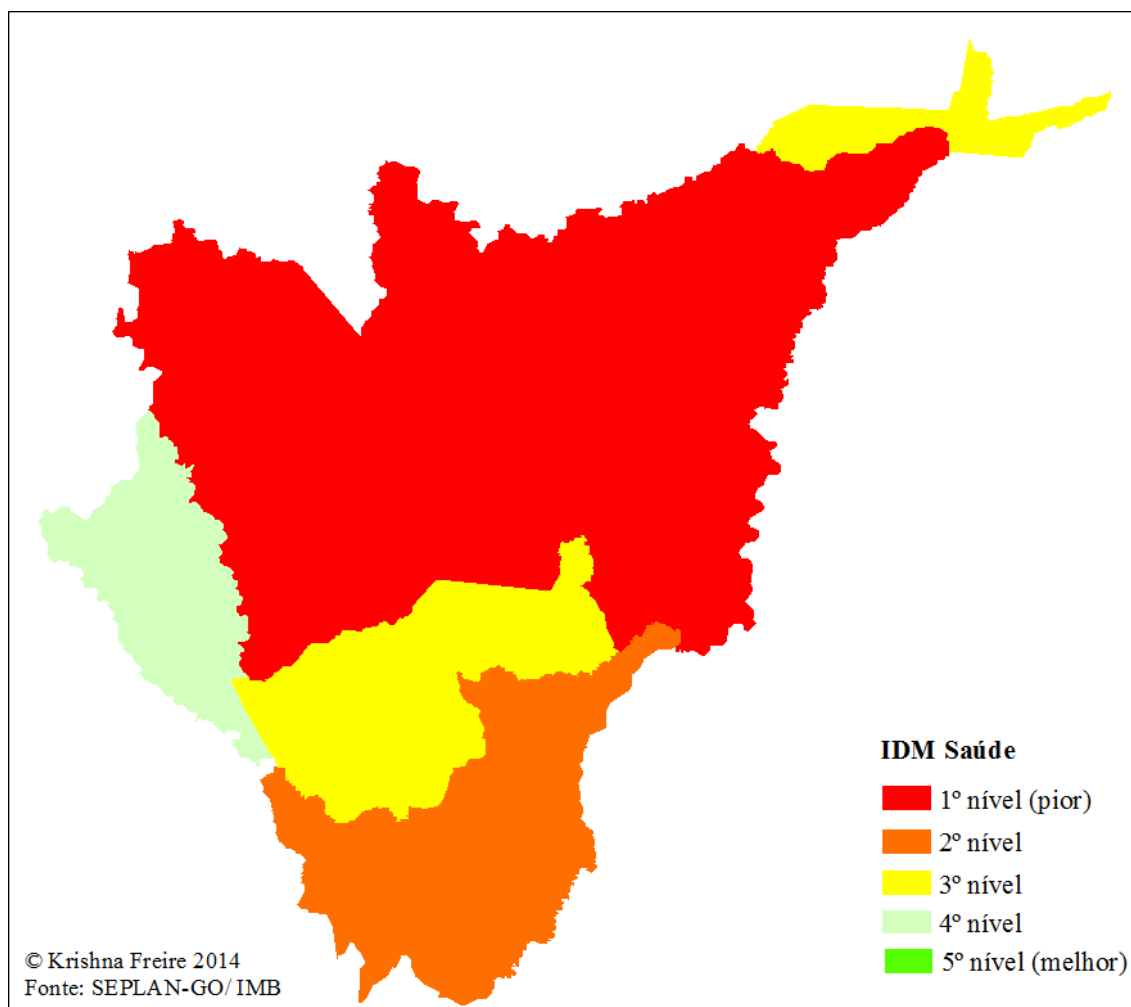 IDM Saúde
1º nível (pior)
2º nível
3º nível
4º nível
5º nível (melhor)
© Krishna Freire 2014
Fonte: SEPLAN-GO/ IMB